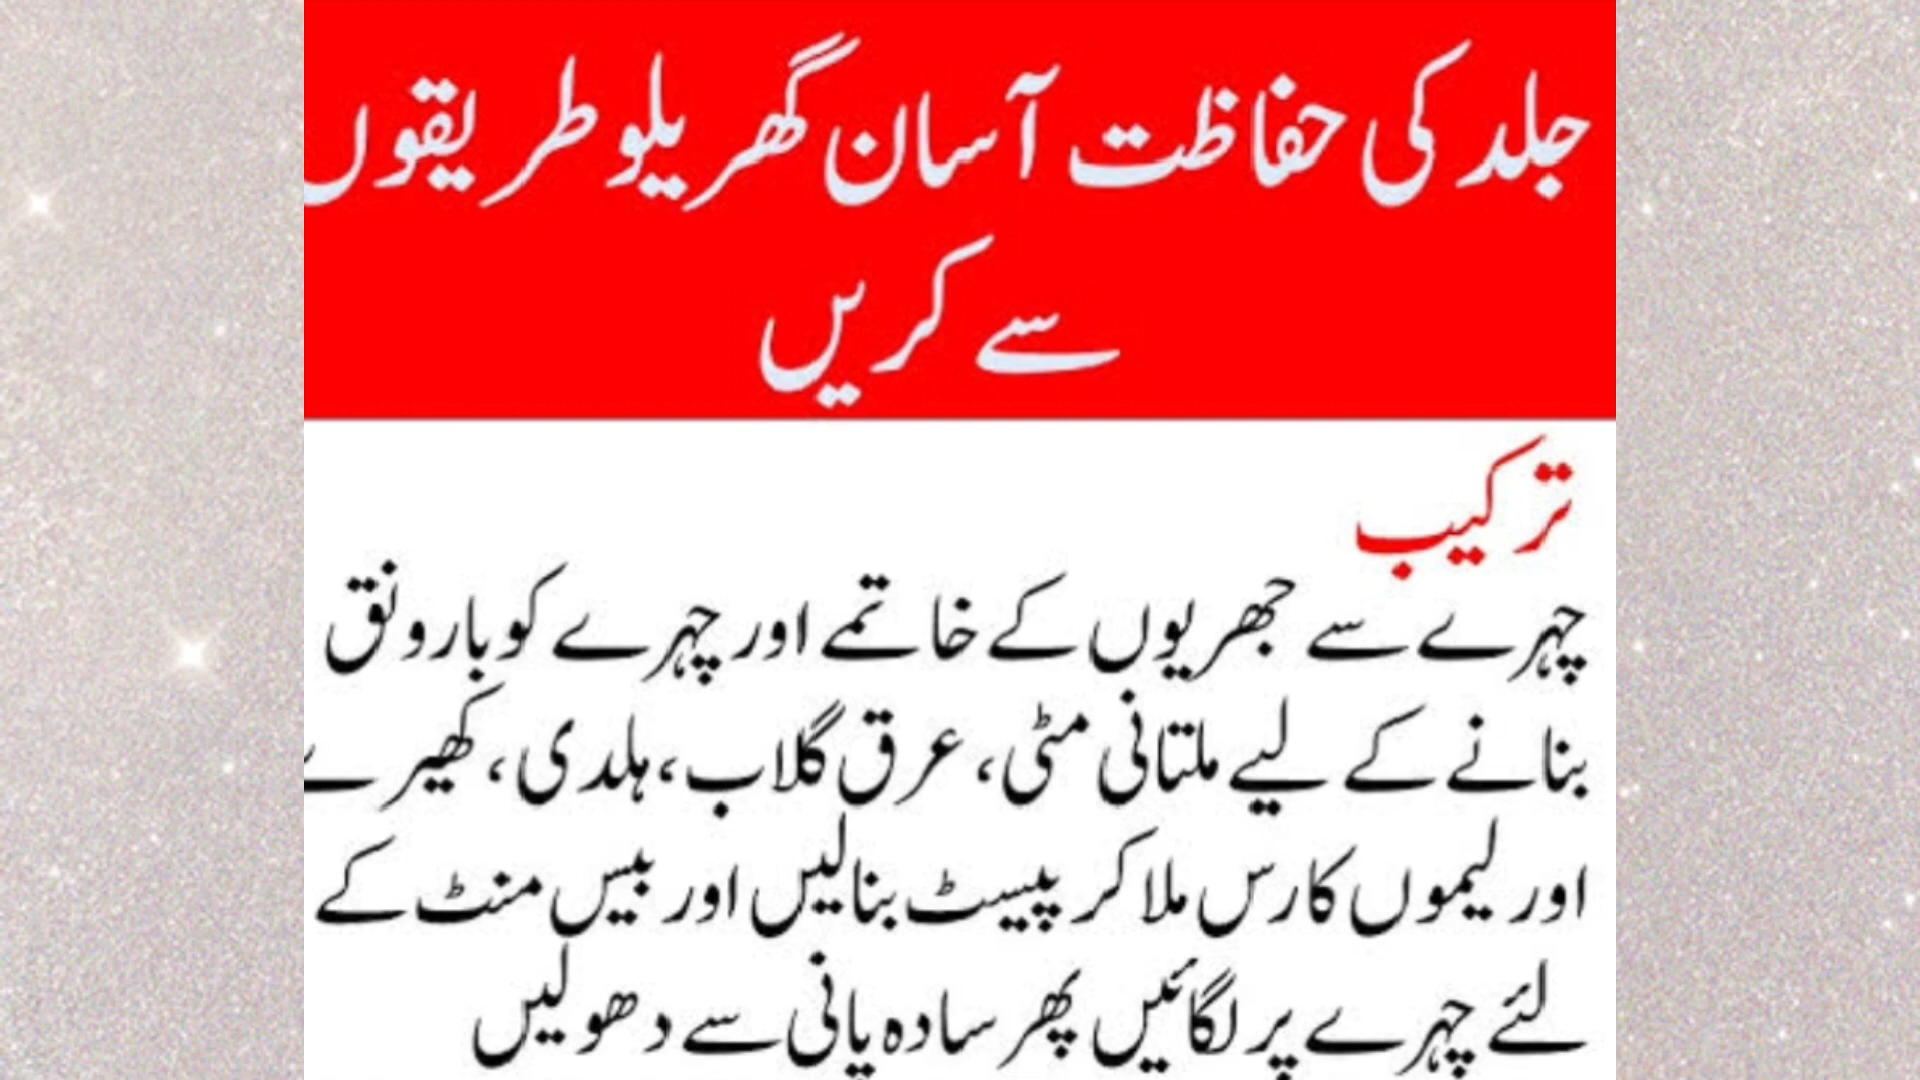 جلد کی حفاظت آسان گھریلو طریقوں
سے کریں
ترکیب
چہرے سے جھریوں کے خاتمے اور چہرے کو بارونق
بنانے کے لیے ملتانی مٹی، عرق گلاب، ہلدی، کھیرے
اور لیموں کا رس ملا کر پیسٹ بنالیں اور بیس منٹ کے
لئے چہرے پر لگائیں پھر سادہ پانی سے دھولیں